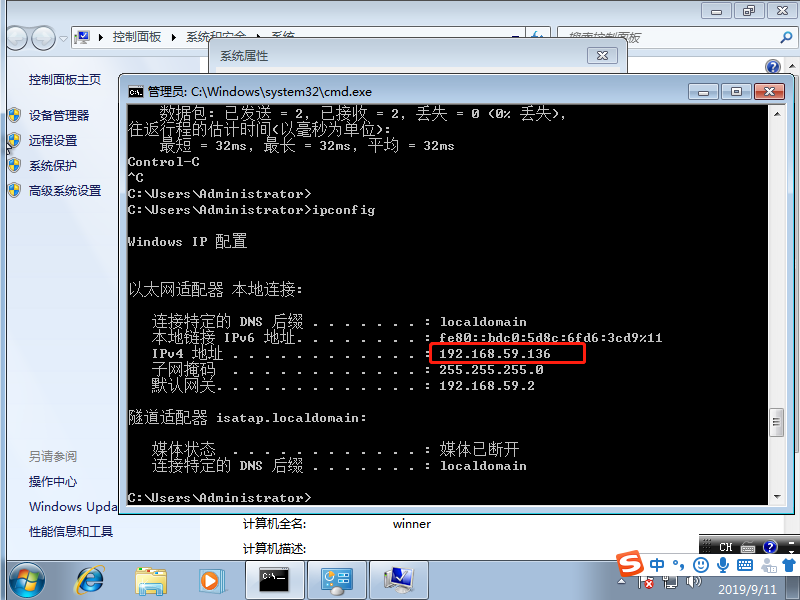 控制面板 系统和安全 系统
搜索控制面板
系统属性
控制面板主页
设备管理器
远程设置
系统保护
高级系统设置
管理员: C:\Windows\system32\cmd.exe
数据包: 已发送 = 2, 已接收 = 2, 丢失 = 0 (0% 丢失),
往返行程的估计时间(以毫秒为单位):
最短 = 32ms, 最长 = 32ms, 平均 = 32ms
Control-C
^C
C:\Users\Administrator>
C:\Users\Administrator>ipconfig
Windows IP 配置
以太网适配器 本地连接:
连接特定的 DNS 后缀 . . . . . . . : localdomain
本地链接 IPv6 地址. . . . . . . . : fe80::bdc0:5d8c:6fd6:3cd9%11
IPv4 地址 . . . . . . . . . . . . : 192.168.59.136
子网掩码 . . . . . . . . . . . . : 255.255.255.0
默认网关. . . . . . . . . . . . . : 192.168.59.2
隧道适配器 isatap.localdomain:
媒体状态 . . . . . . . . . . . . : 媒体已断开
连接特定的 DNS 后缀 . . . . . . . : localdomain
C:\Users\Administrator>
另请参阅
操作中心
Windows Upda
性能信息和工具
计算机全名: winner
计算机描述:
CH
中
2019/9/11